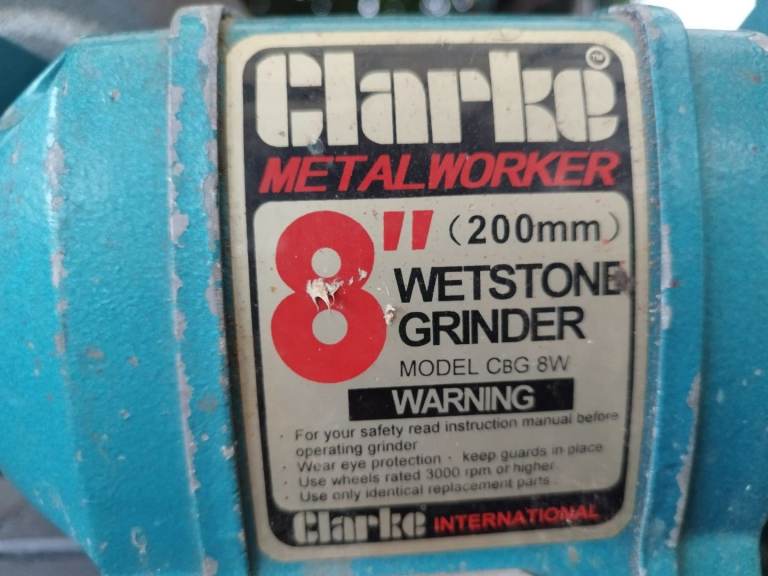 Clarke ™
METALWORKER
8" (200mm)
WETSTONE
GRINDER
MODEL CBG 8W
WARNING
· For your safety read instruction manual before
operating grinder
· Wear eye protection · keep guards in place
· Use wheels rated 3000 rpm or higher
· Use only identical replacement parts.
Clarke INTERNATIONAL